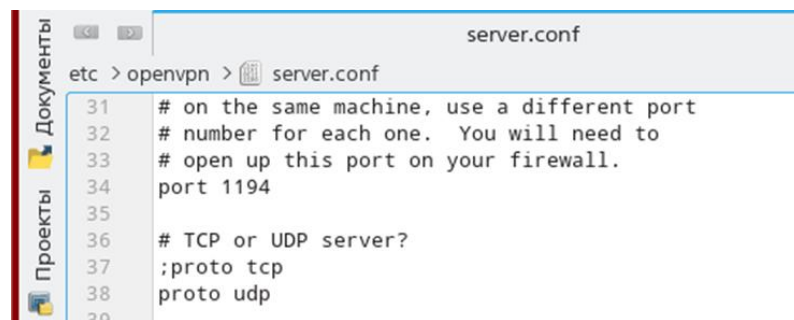 Документы
Проекты
server.conf
etc > openvpn > server.conf
31 # on the same machine, use a different port
32 # number for each one.  You will need to
33 # open up this port on your firewall.
34 port 1194
35
36 # TCP or UDP server?
37 ;proto tcp
38 proto udp
39